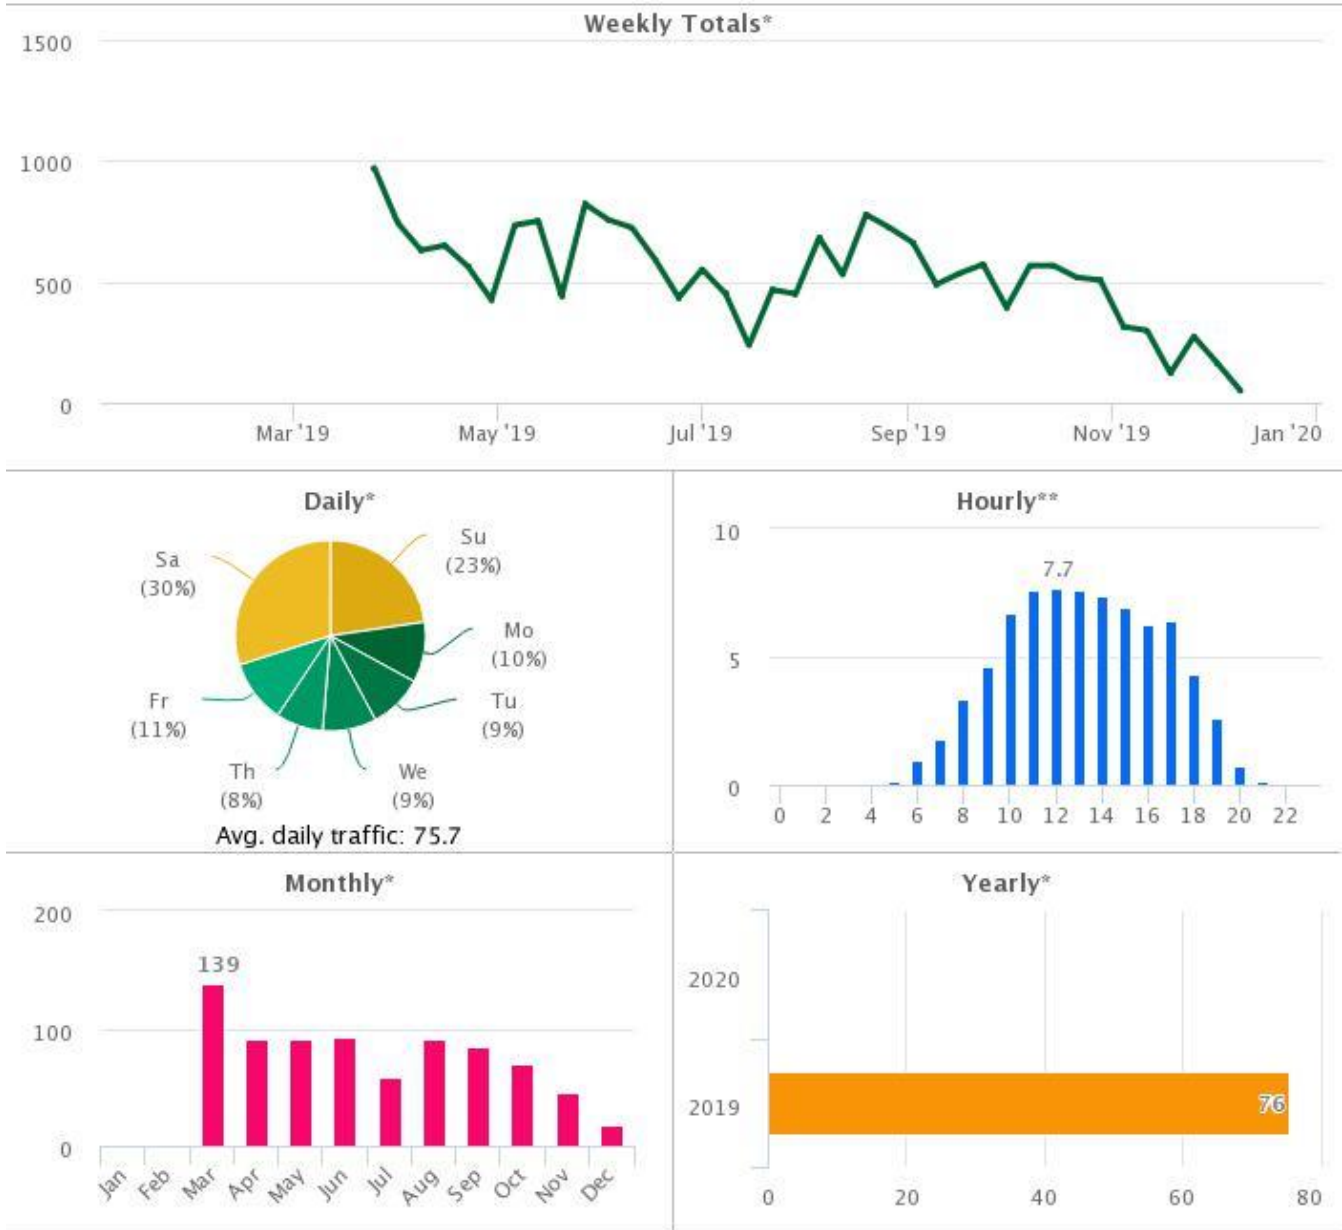 Weekly Totals*
1500
1000
500
0
Mar '19 May '19 Jul '19 Sep '19 Nov '19 Jan '20
Daily*
Su
(23%)
Sa
(30%)
Mo
(10%)
Fr
(11%)
Tu
(9%)
Th
(8%)
We
(9%)
Avg. daily traffic: 75.7
Hourly**
10
7.7
5
0
0 2 4 6 8 10 12 14 16 18 20 22
Monthly*
200
139
100
0
Jan Feb Mar Apr May Jun Jul Aug Sep Oct Nov Dec
Yearly*
2020
2019
76
0 20 40 60 80